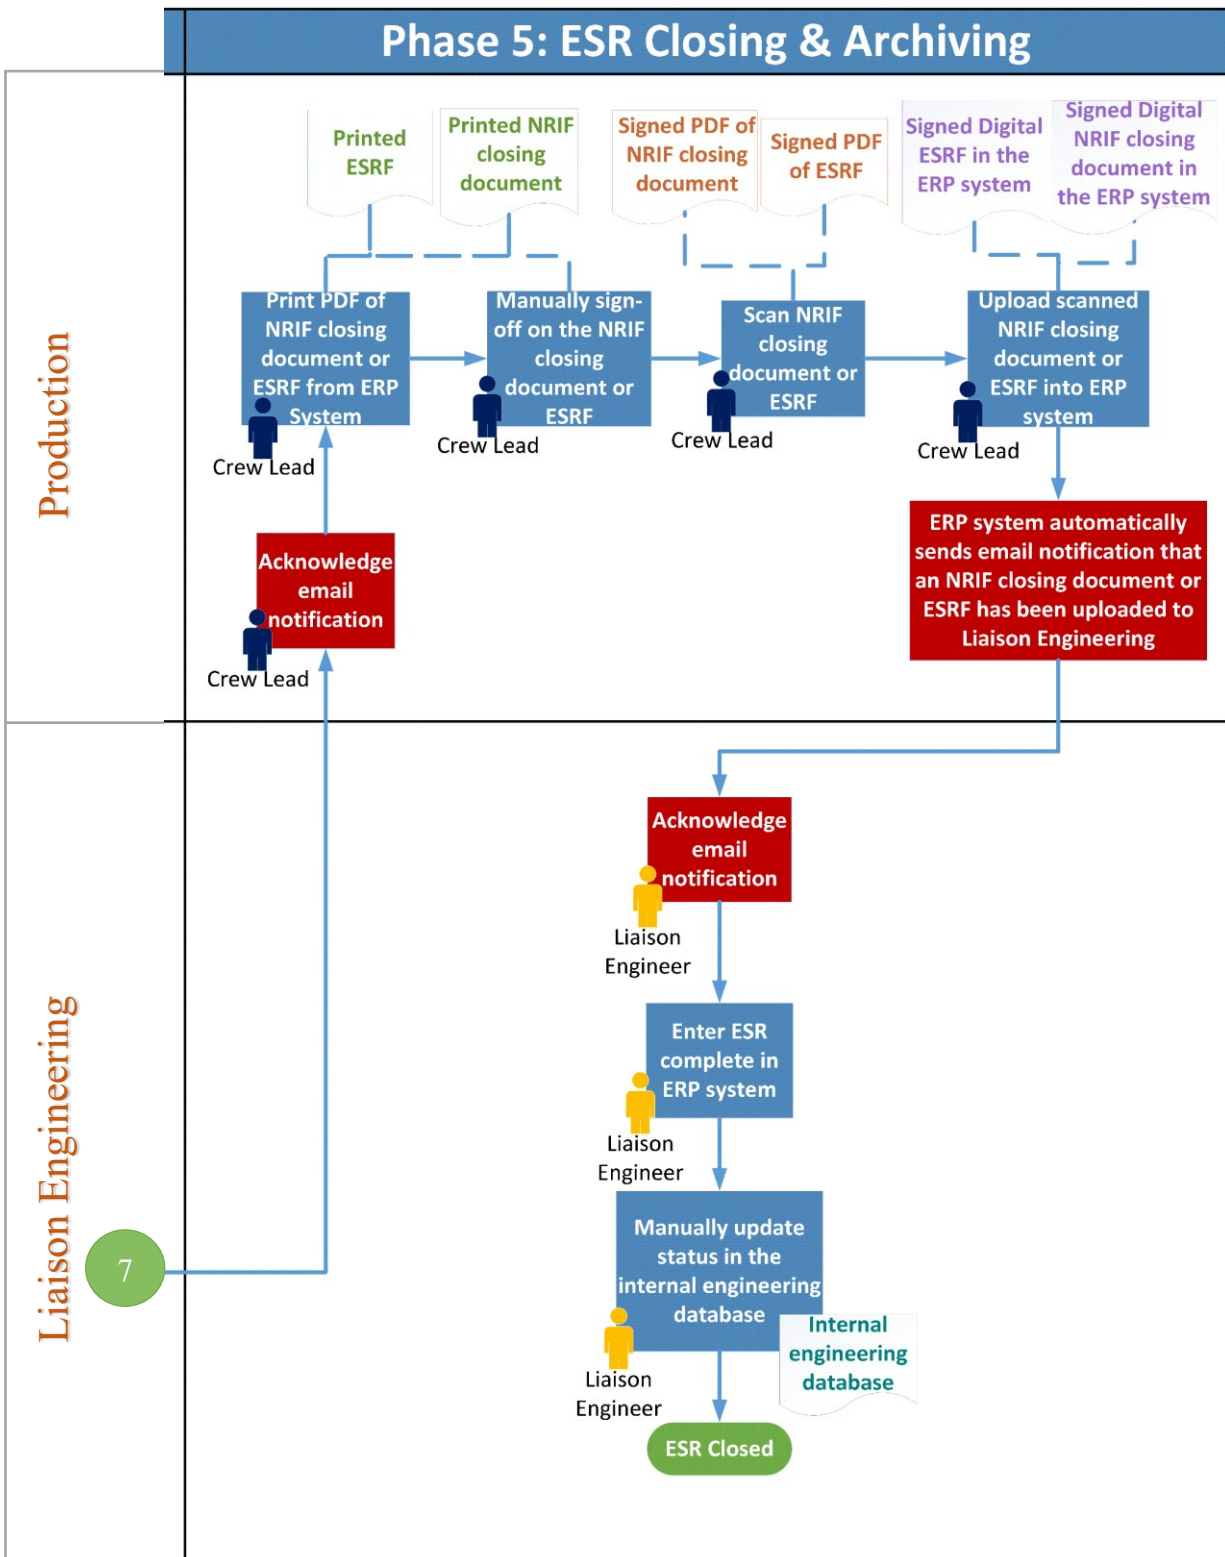 Phase 5: ESR Closing & Archiving
Production
Printed
ESRF
Printed NRIF
closing
document
Signed PDF of
NRIF closing
document
Signed PDF
of ESRF
Signed Digital
ESRF in the
ERP system
Signed Digital
NRIF closing
document in
the ERP system
Print PDF of
NRIF closing
document or
ESRF from ERP
System
Crew Lead
Manually sign-
off on the NRIF
closing
document or
ESRF
Crew Lead
Scan NRIF
closing
document or
ESRF
Crew Lead
Upload scanned
NRIF closing
document or
ESRF into ERP
system
Crew Lead
Acknowledge
email
notification
Crew Lead
ERP system automatically
sends email notification that
an NRIF closing document or
ESRF has been uploaded to
Liaison Engineering
Liaison Engineering
7
Acknowledge
email
notification
Liaison
Engineer
Enter ESR
complete in
ERP system
Liaison
Engineer
Manually update
status in the
internal engineering
database
Liaison
Engineer
Internal
engineering
database
ESR Closed